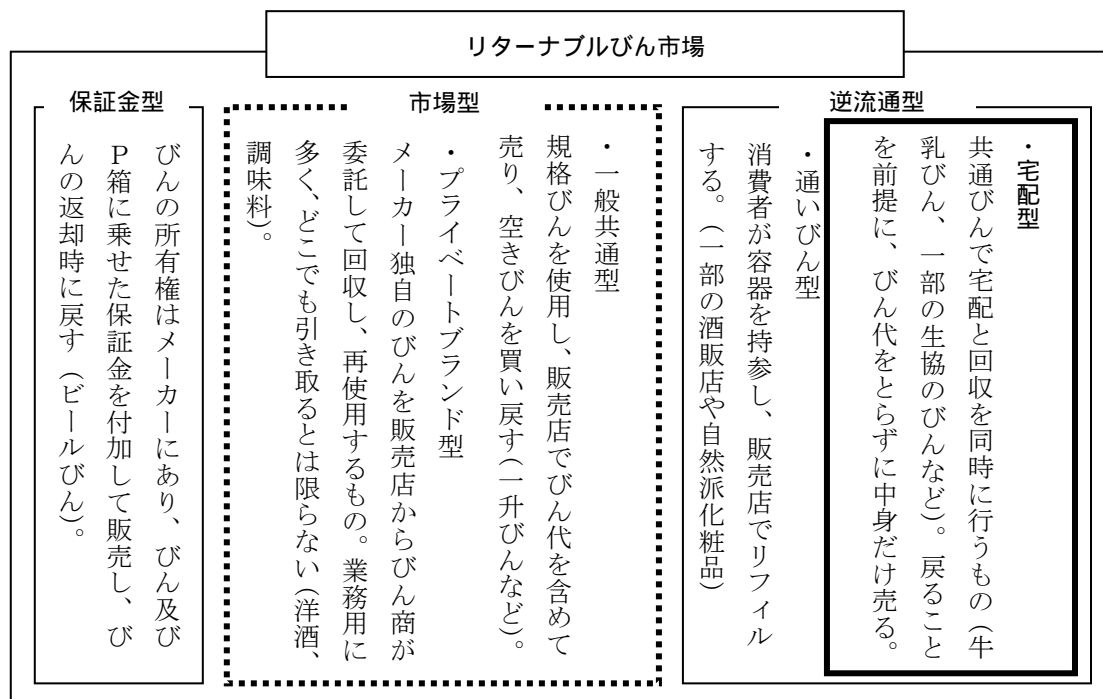 リターナブルびん市場
逆流通型
・宅配型
共通びんで宅配と回収を同時に行うもの（牛
乳びん、一部の生協のびんなど）。戻ること
を前提に、びん代をとらずに中身だけ売る。
・通いびん型
消費者が容器を持参し、販売店でリフィル
する。（一部の酒販店や自然派化粧品）
市場型
・一般共通型
規格びんを使用し、販売店でびん代を含めて
売り、空きびんを買い戻す（一升びんなど）。
・プライベートブランド型
メーカー独自のびんを販売店からびん商が
委託して回収し、再使用するもの。業務用に
多く、どこでも引き取るとは限らない（洋酒、
調味料）。
保証金型
びんの所有権はメーカーにあり、びん及び
Ｐ箱に乗せた保証金を付加して販売し、び
んの返却時に戻す（ビールびん）。